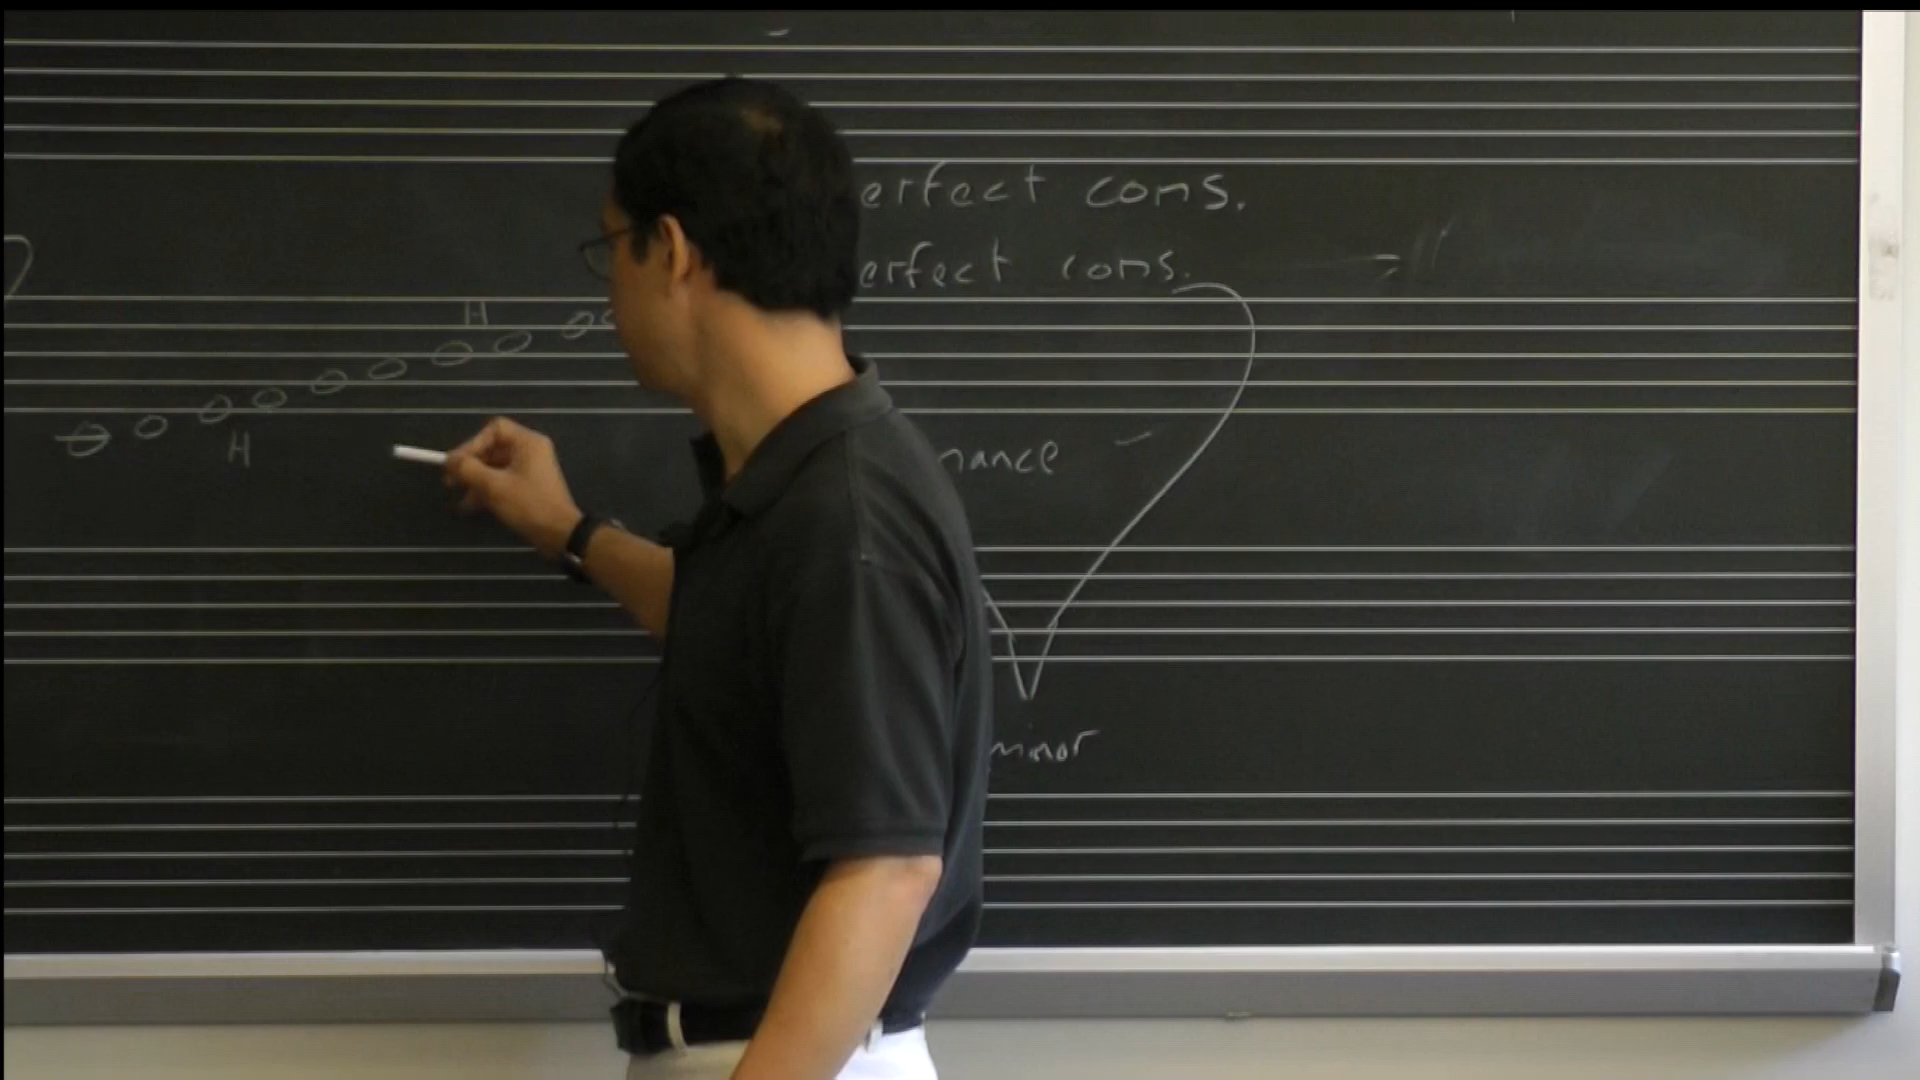 erfect cons.
erfect cons.
H
H
nance
minor